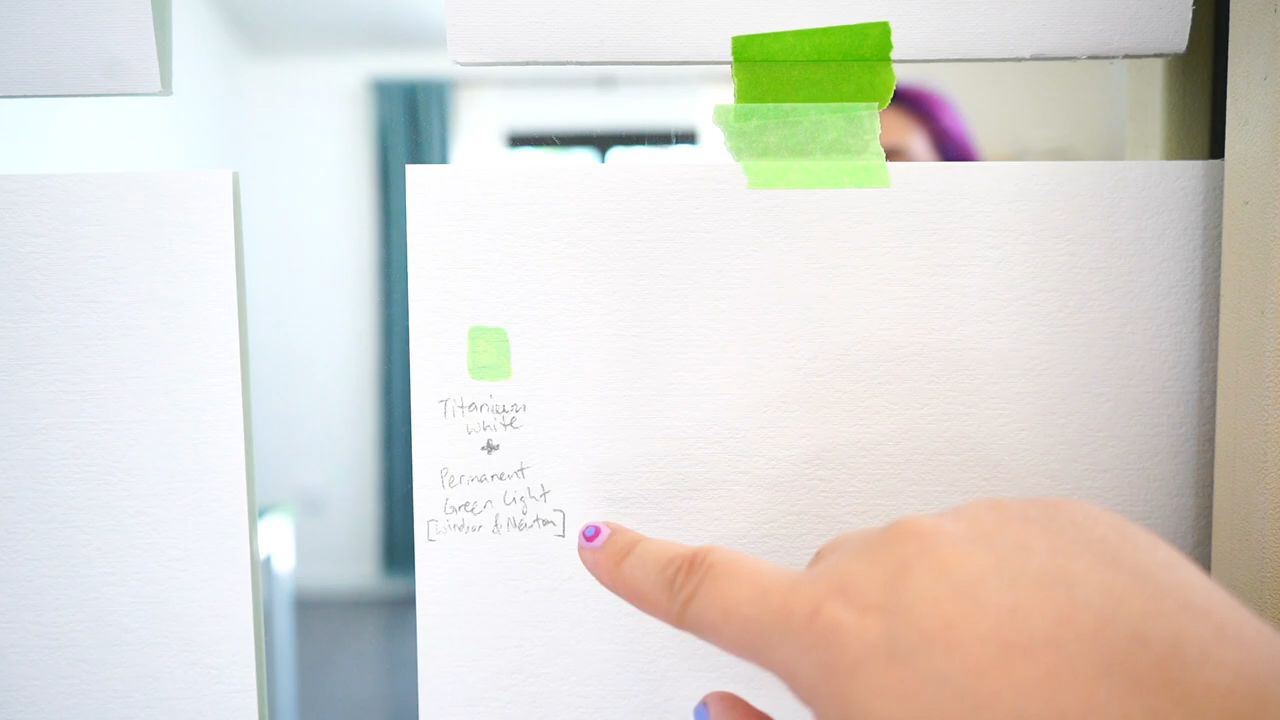 Titanium
white
+
Permanent
Green Light
[Windsor & Newton]